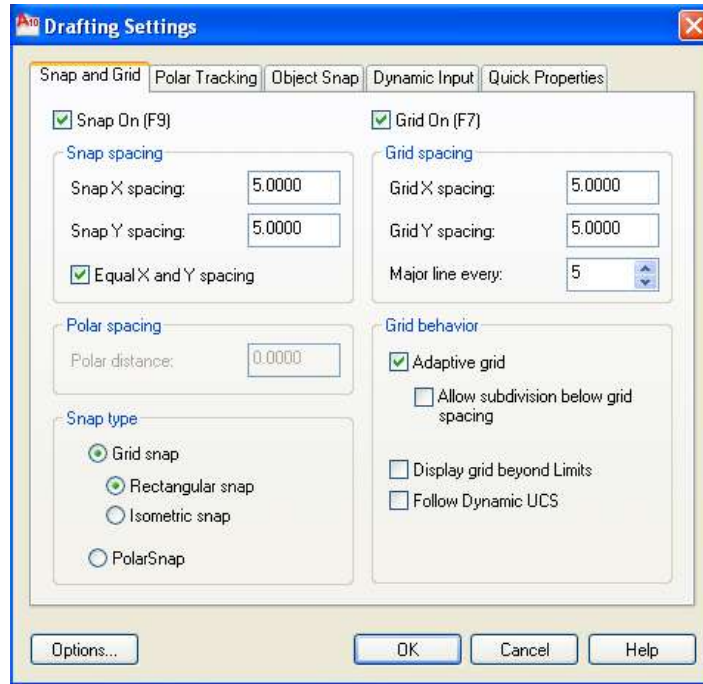 A10 Drafting Settings
Snap and Grid Polar Tracking Object Snap Dynamic Input Quick Properties
Snap On (F9)
Snap spacing
Snap X spacing: 5.0000
Snap Y spacing: 5.0000
Equal X and Y spacing
Polar spacing
Polar distance: 0.0000
Snap type
Grid snap
Rectangular snap
Isometric snap
PolarSnap
Grid On (F7)
Grid spacing
Grid X spacing: 5.0000
Grid Y spacing: 5.0000
Major line every: 5
Grid behavior
Adaptive grid
Allow subdivision below grid
spacing
Display grid beyond Limits
Follow Dynamic UCS
Options... OK Cancel Help